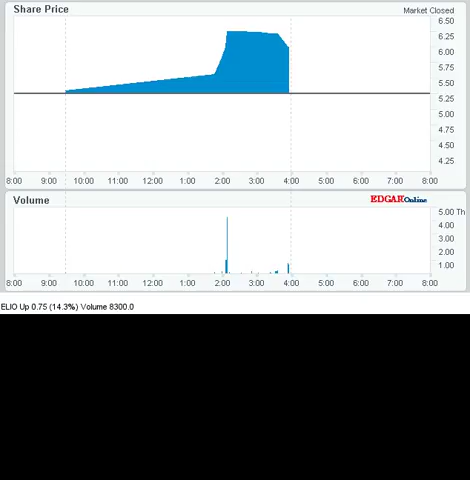 Share Price
Market Closed
6.50
6.25
6.00
5.75
5.50
5.25
5.00
4.75
4.50
4.25
8:00 9:00 10:00 11:00 12:00 1:00 2:00 3:00 4:00 5:00 6:00 7:00 8:00
Volume
EDGAR Online
5.00 Th
4.00
3.00
2.00
1.00
8:00 9:00 10:00 11:00 12:00 1:00 2:00 3:00 4:00 5:00 6:00 7:00 8:00
ELIO Up 0.75 (14.3%) Volume 8300.0